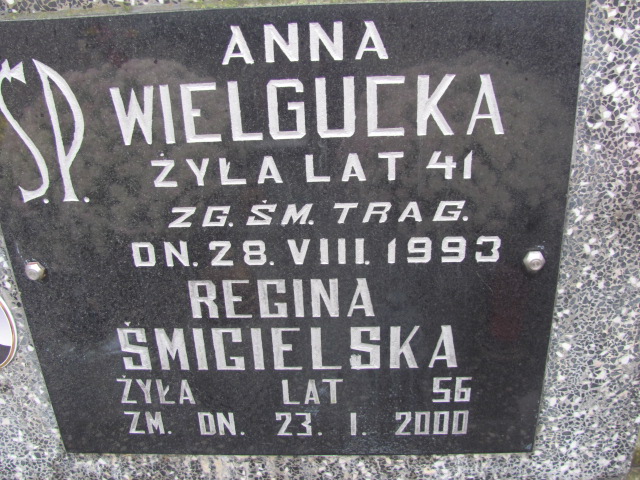 Ś.P.
ANNA
WIELGUCKA
ŻYŁA LAT 41
ZG. ŚM. TRAG.
DN. 28. VIII. 1993
REGINA
ŚMIGIELSKA
ŻYŁA LAT 56
ZM. DN. 23. I. 2000